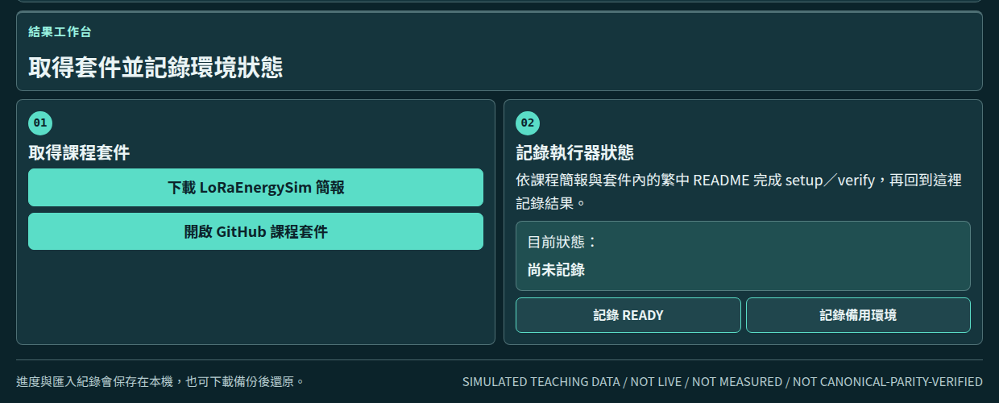 結果工作台
取得套件並記錄環境狀態
01
取得課程套件
下載 LoRaEnergySim 簡報
開啟 GitHub 課程套件
02
記錄執行器狀態
依課程簡報與套件內的繁中 README 完成 setup／verify，再回到這裡
記錄結果。
目前狀態：
尚未記錄
記錄 READY
記錄備用環境
進度與匯入紀錄會保存在本機，也可下載備份後還原。
SIMULATED TEACHING DATA / NOT LIVE / NOT MEASURED / NOT CANONICAL-PARITY-VERIFIED